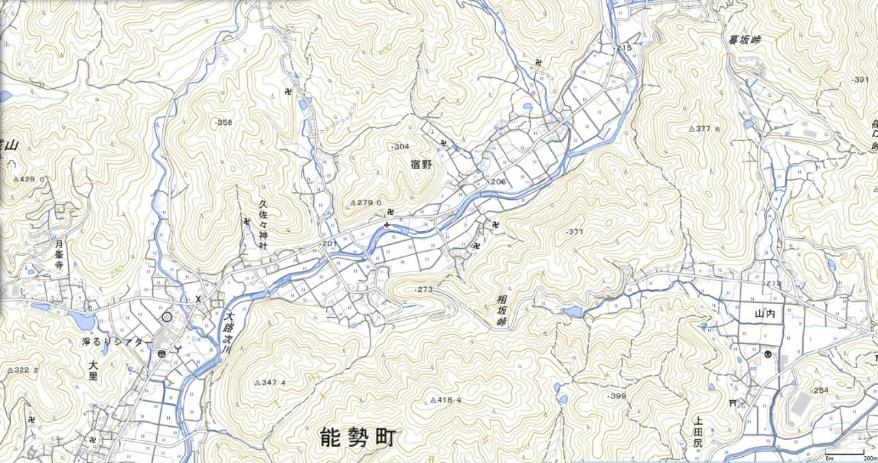 暮坂峠
215
391
358
377.6
304
宿野
428.0
206
279.0
久佐々神社
371
201
月峯寺
273
273
相坂峠
山内
大路次川
浄るりシアター
大里
322.2
347.4
254
418.9
399
上田尻
能勢町
0m 200m